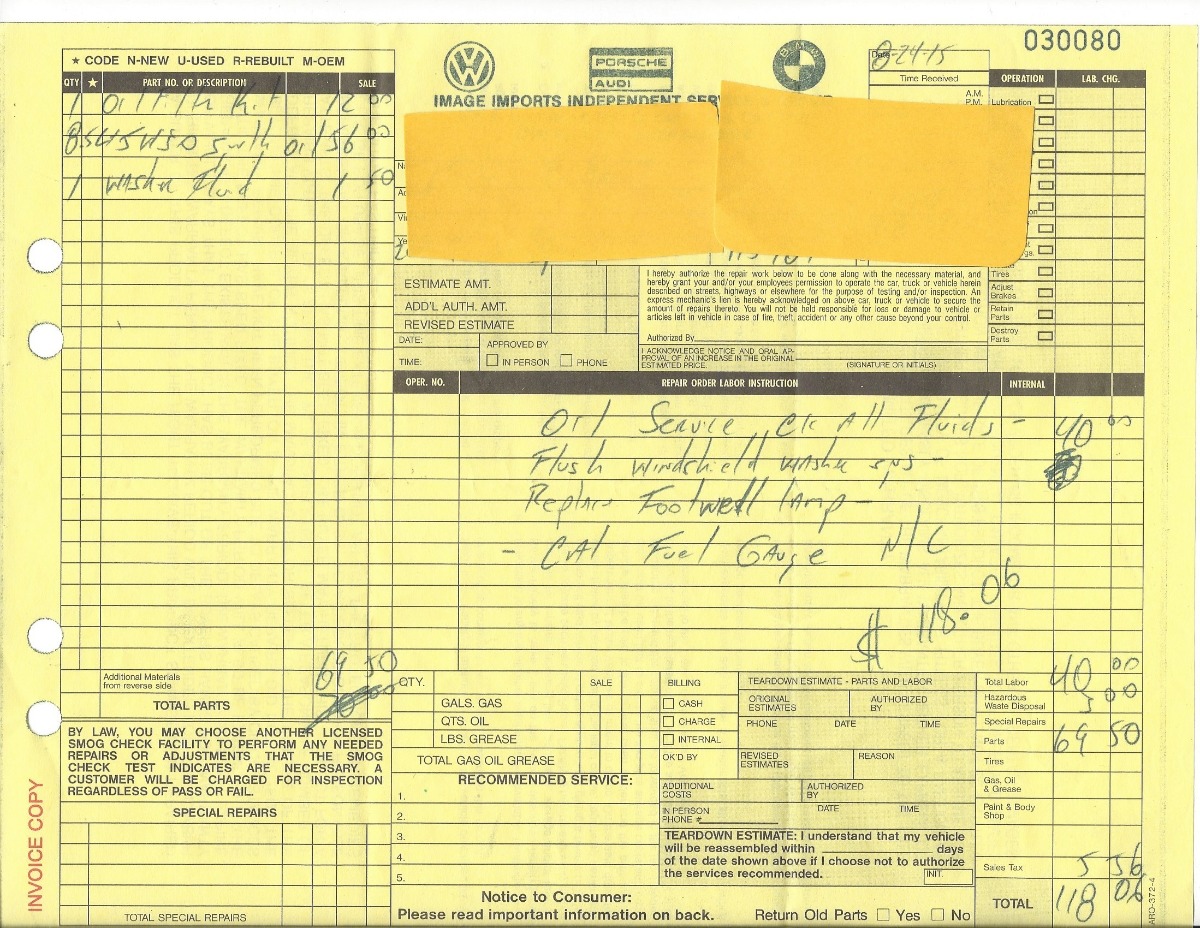 ★ CODE N-NEW U-USED R-REBUILT M-OEM
QTY ★ PART NO. OR DESCRIPTION SALE
1 12 00
8 oil 56 00
1 Washer Fluid 1 50
Additional Materials
from reverse side
69 50
TOTAL PARTS
BY LAW, YOU MAY CHOOSE ANOTHER LICENSED
SMOG CHECK FACILITY TO PERFORM ANY NEEDED
REPAIRS OR ADJUSTMENTS THAT THE SMOG
CHECK TEST INDICATES ARE NECESSARY. A
CUSTOMER WILL BE CHARGED FOR INSPECTION
REGARDLESS OF PASS OR FAIL.
SPECIAL REPAIRS
TOTAL SPECIAL REPAIRS
INVOICE COPY
PORSCHE
AUDI
BMW
IMAGE IMPORTS INDEPENDENT SERV
Date 8-24-15
Time Received
A.M.
P.M.
030080
OPERATION LAB. CHG.
Lubrication
Tires
Adjust
Brakes
Retain
Parts
Destroy
Parts
ESTIMATE AMT.
ADD'L AUTH. AMT.
REVISED ESTIMATE
DATE:
TIME:
APPROVED BY
IN PERSON PHONE
I hereby authorize the repair work below to be done along with the necessary material, and
hereby grant your and/or your employees permission to operate the car, truck or vehicle herein
described on streets, highways or elsewhere for the purpose of testing and/or inspection. An
express mechanic's lien is hereby acknowledged on above car, truck or vehicle to secure the
amount of repairs thereto. You will not be held responsible for loss or damage to vehicle or
articles left in vehicle in case of fire, theft, accident or any other cause beyond your control.
Authorized By
I ACKNOWLEDGE NOTICE AND ORAL AP-
PROVAL OF AN INCREASE IN THE ORIGINAL
ESTIMATED PRICE.
(SIGNATURE OR INITIALS)
OPER. NO. REPAIR ORDER LABOR INSTRUCTION INTERNAL
Oil Service, CK All Fluids - 40 00
Flush Windshield Washer sys -
Replace Footwell lamp -
- CAl Fuel Gauge N/C
$ 118.06
QTY. SALE
GALS. GAS
QTS. OIL
LBS. GREASE
TOTAL GAS OIL GREASE
RECOMMENDED SERVICE:
1.
2.
3.
4.
5.
BILLING
CASH
CHARGE
INTERNAL
OK'D BY
ADDITIONAL
COSTS
IN PERSON
PHONE #
TEARDOWN ESTIMATE - PARTS AND LABOR
ORIGINAL
ESTIMATES
AUTHORIZED
BY
PHONE DATE TIME
REVISED
ESTIMATES
REASON
AUTHORIZED
BY
DATE TIME
TEARDOWN ESTIMATE: I understand that my vehicle
will be reassembled within days
of the date shown above if I choose not to authorize
the services recommended.
INIT.
Total Labor 40 00
Hazardous
Waste Disposal 3 00
Special Repairs
Parts 69 50
Tires
Gas, Oil
& Grease
Paint & Body
Shop
Sales Tax 5 56
TOTAL 118 06
Notice to Consumer:
Please read important information on back.
Return Old Parts Yes No
ARO-372-4